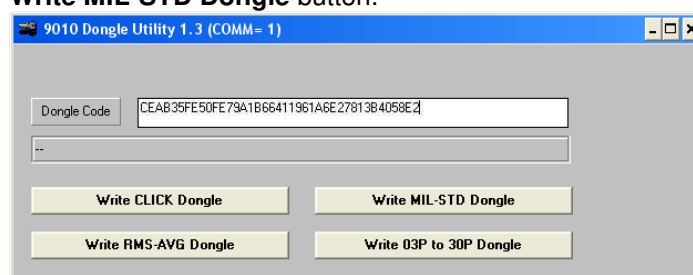 Write MIL-STD Dongle button.
9010 Dongle Utility 1.3 (COMM= 1)
Dongle Code CEAB35FE50FE79A1B66411961A6E27813B4058E2
--
Write CLICK Dongle Write MIL-STD Dongle
Write RMS-AVG Dongle Write 03P to 30P Dongle